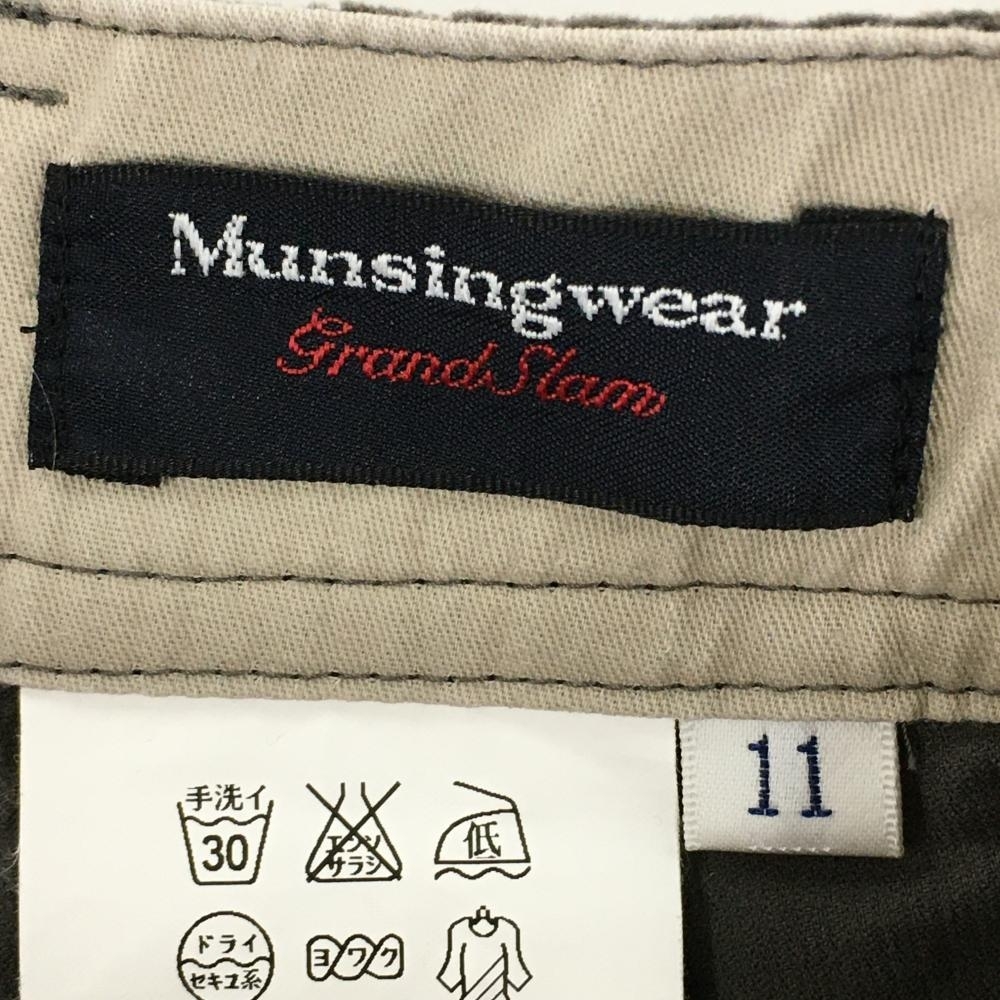 Munsingwear
Grand Slam
11
手洗イ
30
エンソ
サラシ
低
ドライ
セキユ系
ヨワク